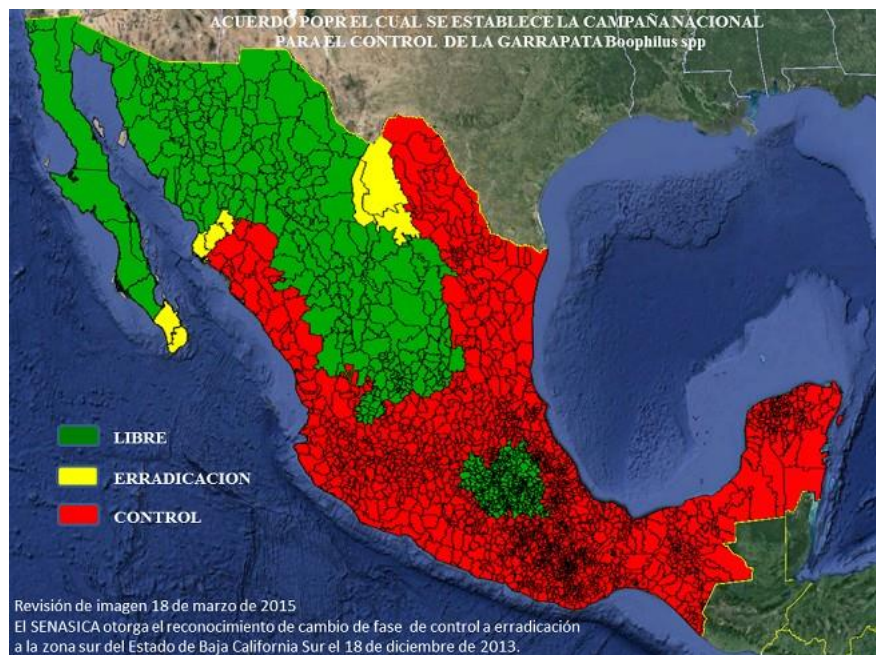 ACUERDO POPR EL CUAL SE ESTABLECE LA CAMPAÑA NACIONAL
PARA EL CONTROL DE LA GARRAPATA Boophilus spp
LIBRE
ERRADICACION
CONTROL
Revisión de imagen 18 de marzo de 2015
El SENASICA otorga el reconocimiento de cambio de fase de control a erradicación
a la zona sur del Estado de Baja California Sur el 18 de diciembre de 2013.